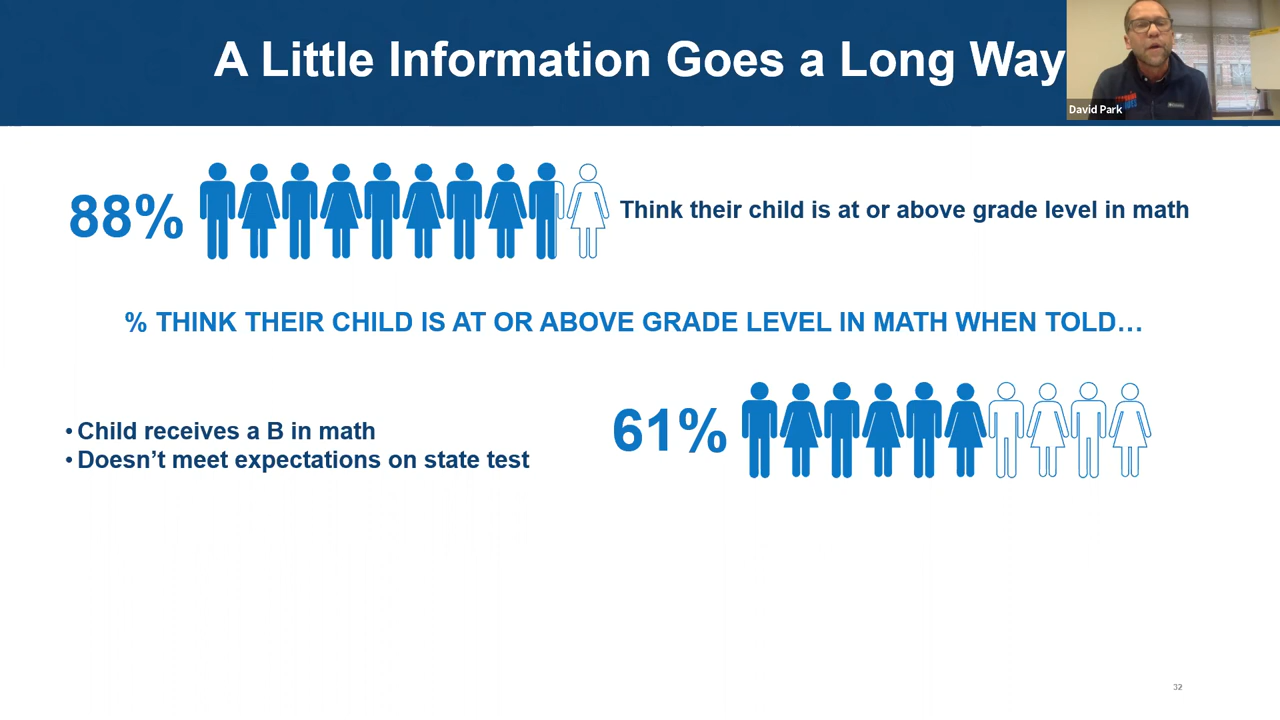 A Little Information Goes a Long Way
David Park
88%
Think their child is at or above grade level in math
% THINK THEIR CHILD IS AT OR ABOVE GRADE LEVEL IN MATH WHEN TOLD…
• Child receives a B in math
• Doesn’t meet expectations on state test
61%
32